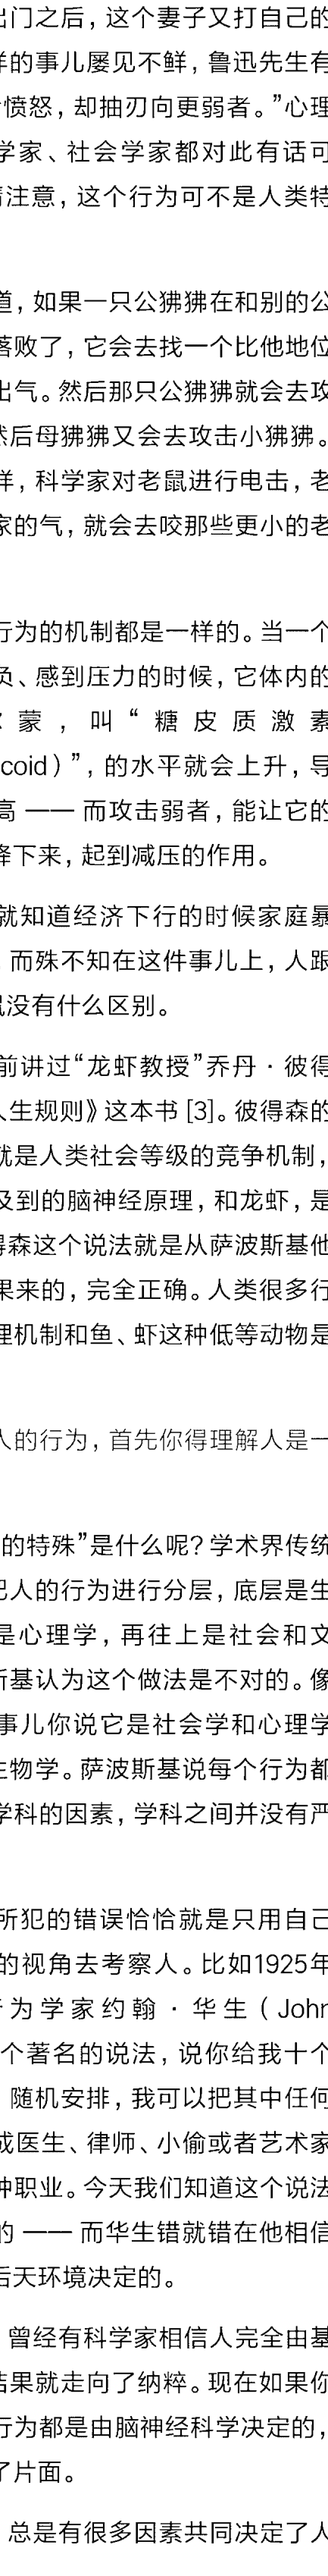 出门之后，这个妻子又打自己的
样的事儿屡见不鲜，鲁迅先生有
愤怒，却抽刃向更弱者。”心理
学家、社会学家都对此有话可
请注意，这个行为可不是人类特
道，如果一只公狒狒在和别的公
落败了，它会去找一个比他地位
出气。然后那只公狒狒就会去攻
然后母狒狒又会去攻击小狒狒。
样，科学家对老鼠进行电击，老
家的气，就会去咬那些更小的老
行为的机制都是一样的。当一个
负、感到压力的时候，它体内的
蒙，叫“糖皮质激素
coid）”，的水平就会上升，导
高 —— 而攻击弱者，能让它的
降下来，起到减压的作用。
就知道经济下行的时候家庭暴
而殊不知在这件事儿上，人跟
鼠没有什么区别。
前讲过“龙虾教授”乔丹·彼得
人生规则》这本书 [3]。彼得森的
就是人类社会等级的竞争机制，
及到的脑神经原理，和龙虾，是
得森这个说法就是从萨波斯基他
果来的，完全正确。人类很多行
理机制和鱼、虾这种低等动物是
人的行为，首先你得理解人是一
的特殊”是什么呢？学术界传统
把人的行为进行分层，底层是生
是心理学，再往上是社会和文
斯基认为这个做法是不对的。像
事儿你说它是社会学和心理学
生物学。萨波斯基说每个行为都
学科的因素，学科之间并没有严
所犯的错误恰恰就是只用自己
的视角去考察人。比如1925年
行为学家约翰·华生（John
个著名的说法，说你给我十个
随机安排，我可以把其中任何
成医生、律师、小偷或者艺术家
种职业。今天我们知道这个说法
的 —— 而华生错就错在他相信
后天环境决定的。
曾经有科学家相信人完全由基
结果就走向了纳粹。现在如果你
行为都是由脑神经科学决定的，
了片面。
总是有很多因素共同决定了人